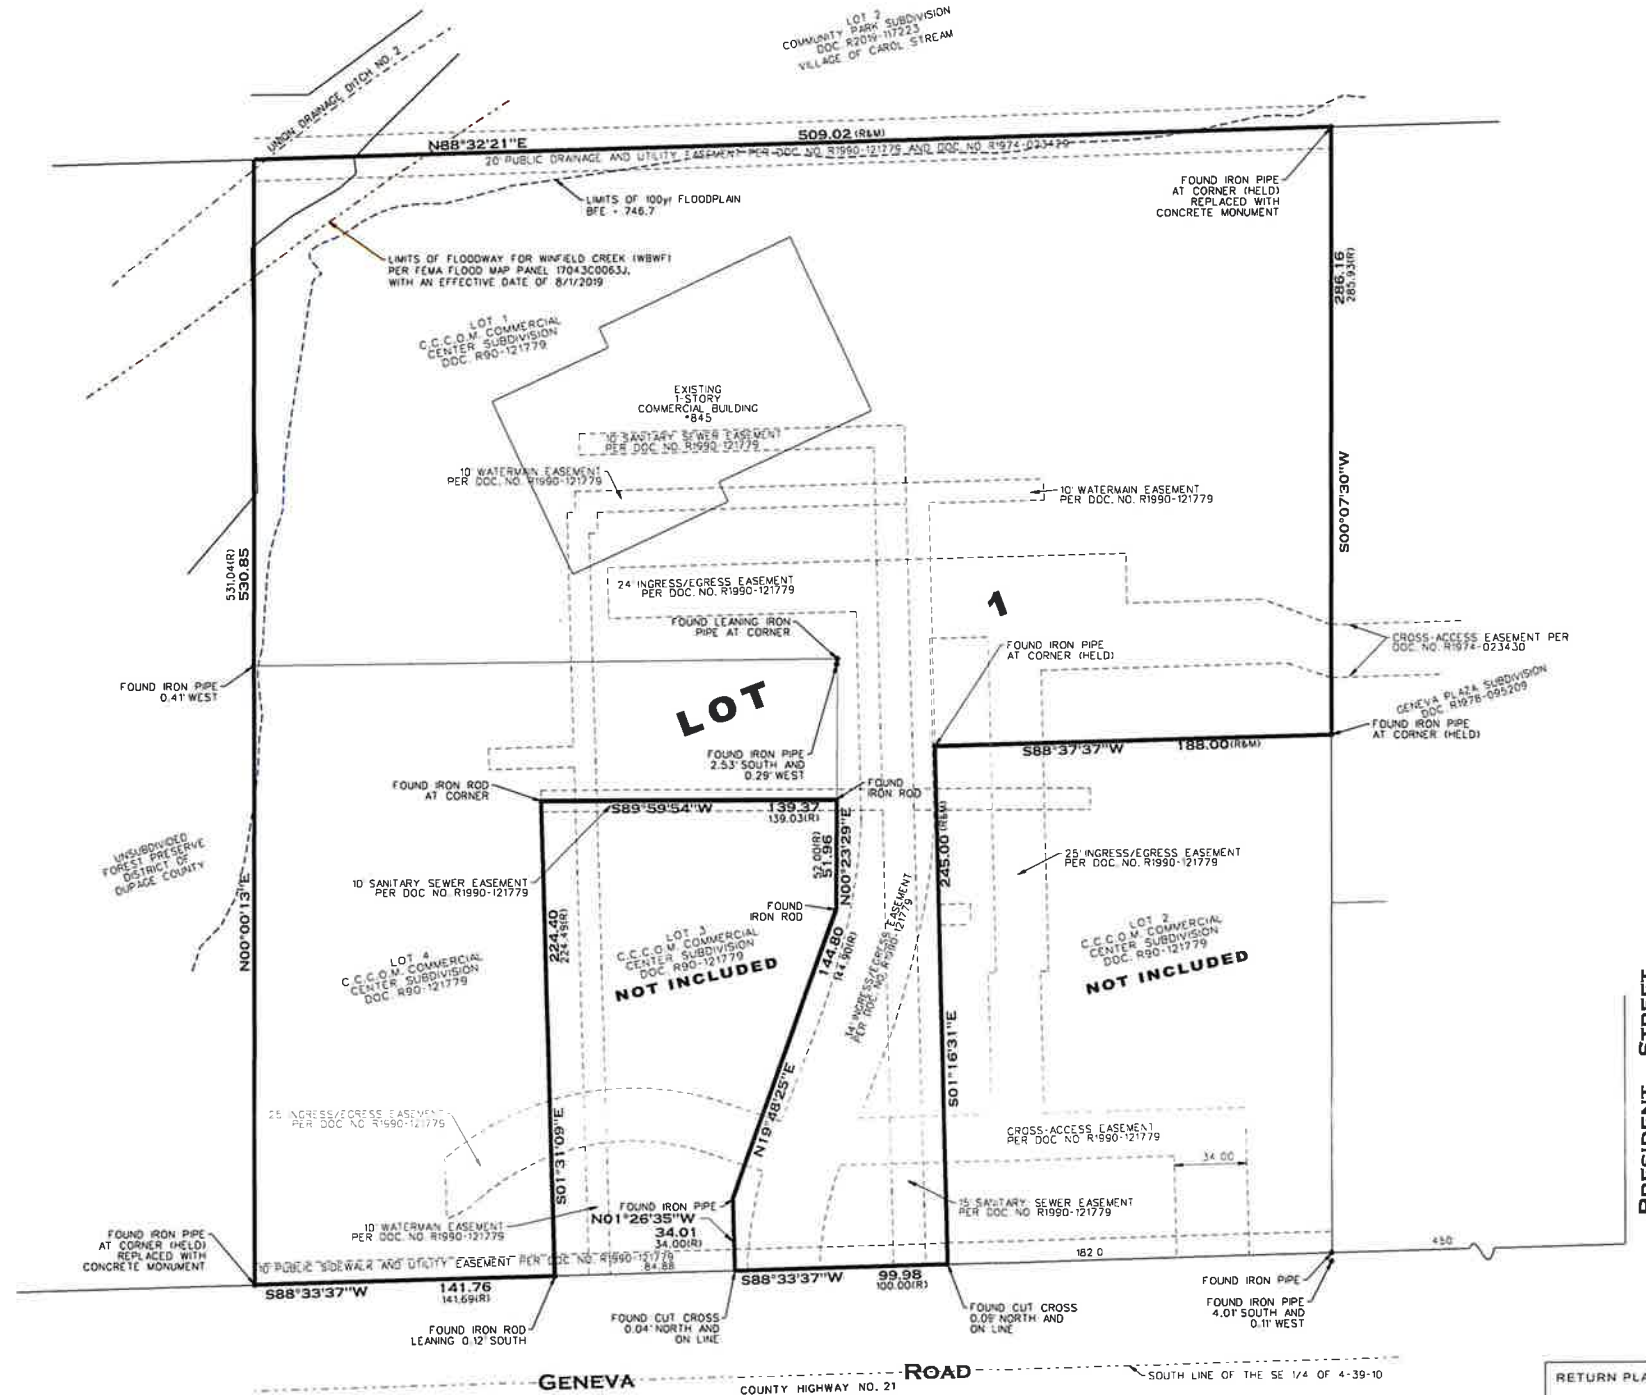 LOT 2
COMMUNITY PARK SUBDIVISION
DOC R2019-117223
VILLAGE OF CAROL STREAM
UNION DRAINAGE DITCH NO. 2
N88°32'21"E
509.02 (R&M)
20' PUBLIC DRAINAGE AND UTILITY EASEMENT PER DOC NO. R1990-121779 AND DOC NO R1974-023429
LIMITS OF 100yr FLOODPLAIN
BFE = 746.7
FOUND IRON PIPE
AT CORNER (HELD)
REPLACED WITH
CONCRETE MONUMENT
LIMITS OF FLOODWAY FOR WINFIELD CREEK (WBWF)
PER FEMA FLOOD MAP PANEL 17043C0063J,
WITH AN EFFECTIVE DATE OF 8/1/2019
286.16
285.93(R)
S00°07'30"W
LOT 1
C.C.C.O.M. COMMERCIAL
CENTER SUBDIVISION
DOC. R90-121779
EXISTING
1-STORY
COMMERCIAL BUILDING
#845
10' SANITARY SEWER EASEMENT
PER DOC. NO. R1990-121779
10' WATERMAIN EASEMENT
PER DOC. NO. R1990-121779
10' WATERMAIN EASEMENT
PER DOC. NO. R1990-121779
531.04(R)
530.85
24' INGRESS/EGRESS EASEMENT
PER DOC. NO. R1990-121779
1
FOUND LEANING IRON
PIPE AT CORNER
FOUND IRON PIPE
AT CORNER (HELD)
CROSS-ACCESS EASEMENT PER
DOC. NO. R1974-023430
FOUND IRON PIPE
0.41' WEST
GENEVA PLAZA SUBDIVISION
DOC. R1978-095209
LOT
FOUND IRON PIPE
AT CORNER (HELD)
S88°37'37"W
188.00(R&M)
FOUND IRON PIPE
2.53' SOUTH AND
0.29' WEST
FOUND IRON ROD
AT CORNER
FOUND
IRON ROD
S89°59'54"W
139.37
139.03(R)
52.00(R)
51.96
N00°23'29"E
245.00 (R&M)
UNSUBDIVIDED
FOREST PRESERVE
DISTRICT OF
DUPAGE COUNTY
25' INGRESS/EGRESS EASEMENT
PER DOC. NO. R1990-121779
10' SANITARY SEWER EASEMENT
PER DOC NO. R1990-121779
N00°00'13"E
FOUND
IRON ROD
224.40
224.49(R)
144.80
144.90(R)
INGRESS/EGRESS EASEMENT
PER DOC. NO. R1990-121779
LOT 4
C.C.C.O.M. COMMERCIAL
CENTER SUBDIVISION
DOC. R90-121779
LOT 3
C.C.C.O.M. COMMERCIAL
CENTER SUBDIVISION
DOC. R90-121779
NOT INCLUDED
LOT 2
C.C.C.O.M. COMMERCIAL
CENTER SUBDIVISION
DOC. R90-121779
NOT INCLUDED
PRESIDENT STREET
S01°16'31"E
N19°48'25"E
S01°31'09"E
25' INGRESS/EGRESS EASEMENT
PER DOC NO R1990-121779
CROSS-ACCESS EASEMENT
PER DOC. NO R1990-121779
34.00
FOUND IRON PIPE
N01°26'35"W
34.01
34.00(R)
15' SANITARY SEWER EASEMENT
PER DOC. NO R1990-121779
10' WATERMAIN EASEMENT
PER DOC. NO. R1990-121779
FOUND IRON PIPE
AT CORNER (HELD)
REPLACED WITH
CONCRETE MONUMENT
10' PUBLIC SIDEWALK AND UTILITY EASEMENT PER DOC NO. R1990-121779
84.88
182.0
450
S88°33'37"W
141.76
141.69(R)
S88°33'37"W
99.98
100.00(R)
FOUND IRON PIPE
FOUND IRON PIPE
4.01' SOUTH AND
0.11' WEST
FOUND IRON ROD
LEANING 0.12' SOUTH
FOUND CUT CROSS
0.04' NORTH AND
ON LINE
FOUND CUT CROSS
0.09' NORTH AND
ON LINE
GENEVA ROAD
COUNTY HIGHWAY NO. 21
SOUTH LINE OF THE SE 1/4 OF 4-39-10
RETURN PLA